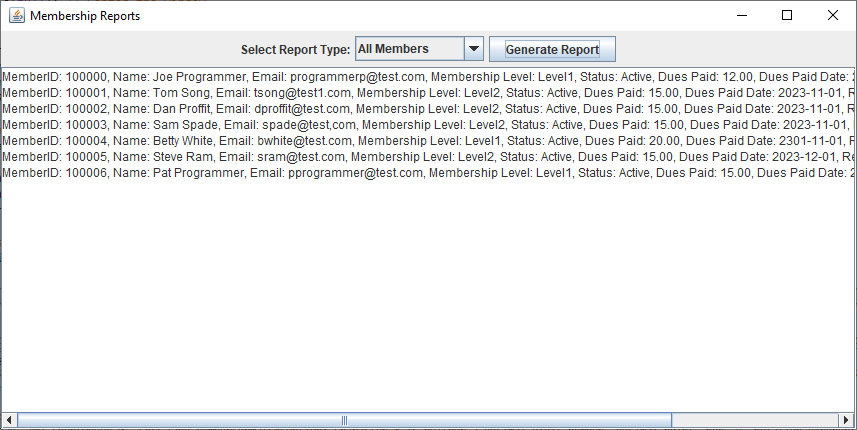 Membership Reports
Select Report Type: All Members Generate Report
MemberID: 100000, Name: Joe Programmer, Email: programmerp@test.com, Membership Level: Level1, Status: Active, Dues Paid: 12.00, Dues Paid Date: 2
MemberID: 100001, Name: Tom Song, Email: tsong@test1.com, Membership Level: Level2, Status: Active, Dues Paid: 15.00, Dues Paid Date: 2023-11-01, R
MemberID: 100002, Name: Dan Proffit, Email: dproffit@test.com, Membership Level: Level2, Status: Active, Dues Paid: 15.00, Dues Paid Date: 2023-11-01,
MemberID: 100003, Name: Sam Spade, Email: spade@test,com, Membership Level: Level2, Status: Active, Dues Paid: 15.00, Dues Paid Date: 2023-11-01,
MemberID: 100004, Name: Betty White, Email: bwhite@test.com, Membership Level: Level1, Status: Active, Dues Paid: 20.00, Dues Paid Date: 2301-11-01, R
MemberID: 100005, Name: Steve Ram, Email: sram@test.com, Membership Level: Level2, Status: Active, Dues Paid: 15.00, Dues Paid Date: 2023-12-01, Re
MemberID: 100006, Name: Pat Programmer, Email: pprogrammer@test.com, Membership Level: Level1, Status: Active, Dues Paid: 15.00, Dues Paid Date: 2